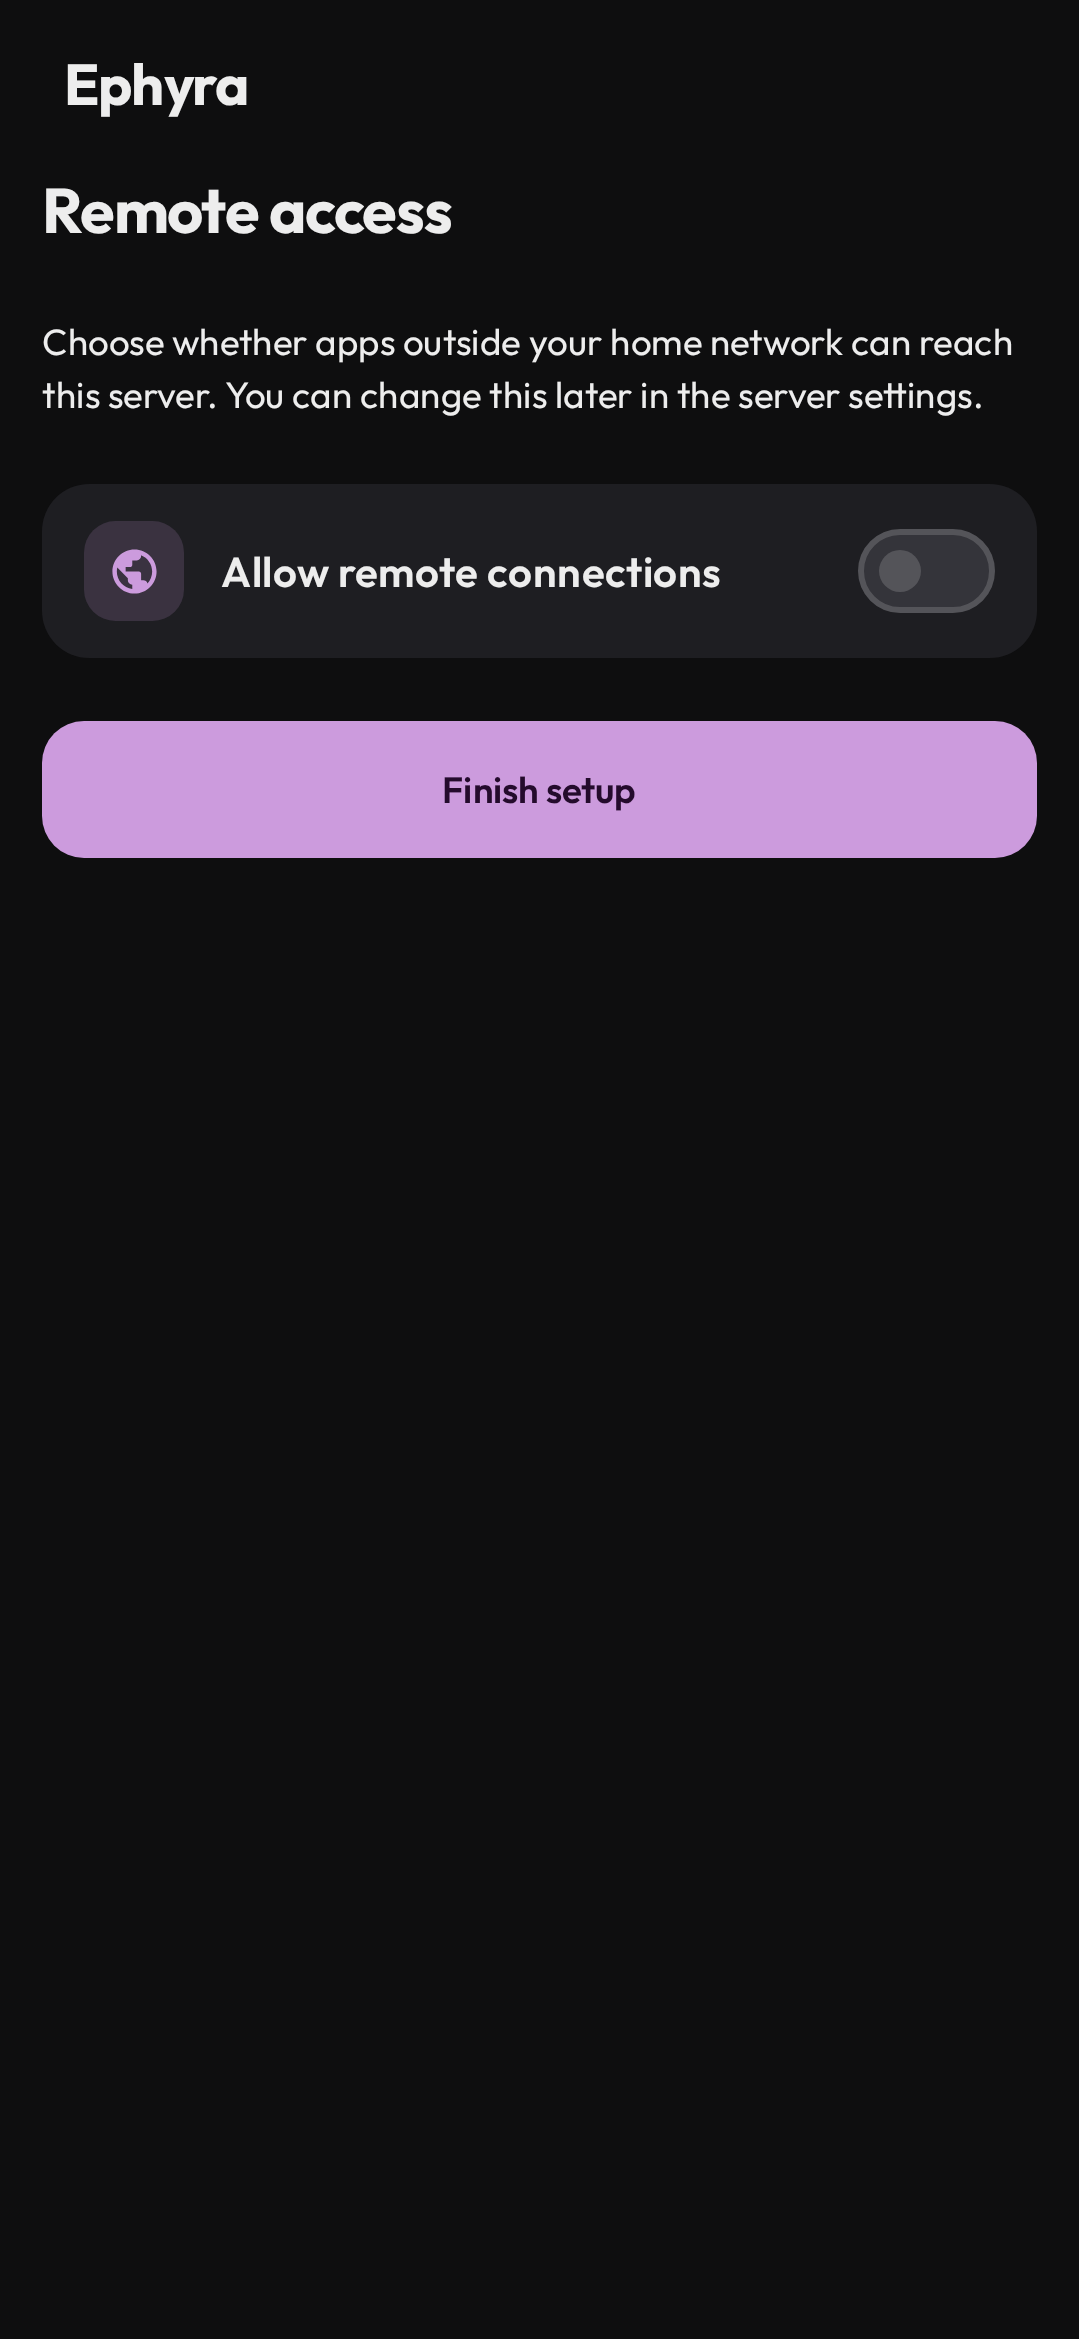 Ephyra
Remote access
Choose whether apps outside your home network can reach
this server. You can change this later in the server settings.
Allow remote connections
Finish setup